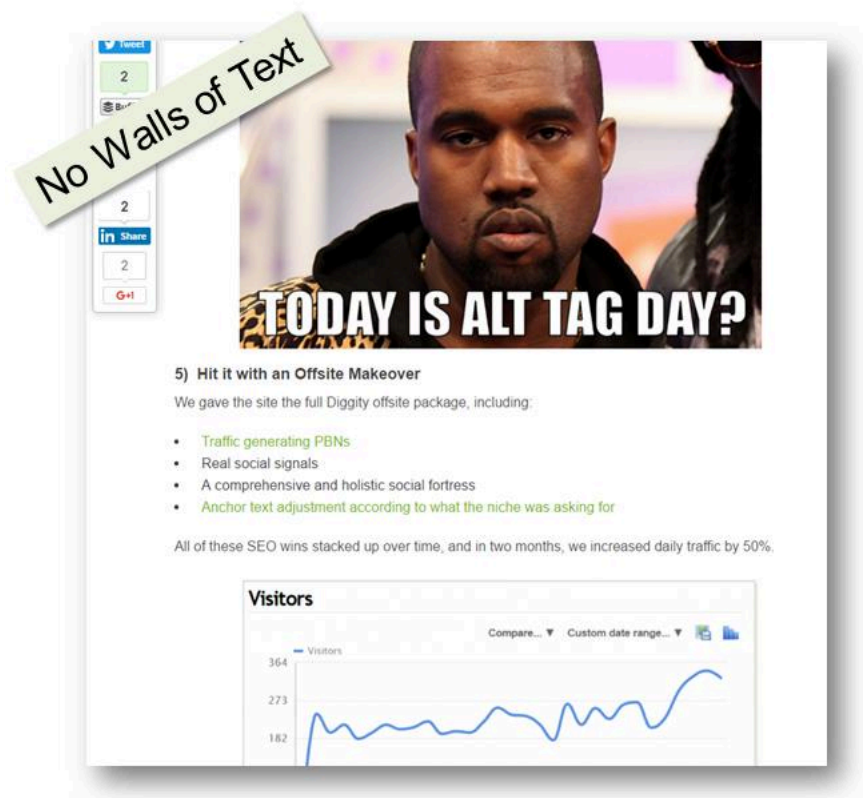 No Walls of Text
Tweet
2
2
in Share
2
G+1
TODAY IS ALT TAG DAY?
5) Hit it with an Offsite Makeover
We gave the site the full Diggity offsite package, including:
• Traffic generating PBNs
• Real social signals
• A comprehensive and holistic social fortress
• Anchor text adjustment according to what the niche was asking for
All of these SEO wins stacked up over time, and in two months, we increased daily traffic by 50%.
Visitors
Compare... ▼ Custom date range... ▼
Visitors
364
273
182